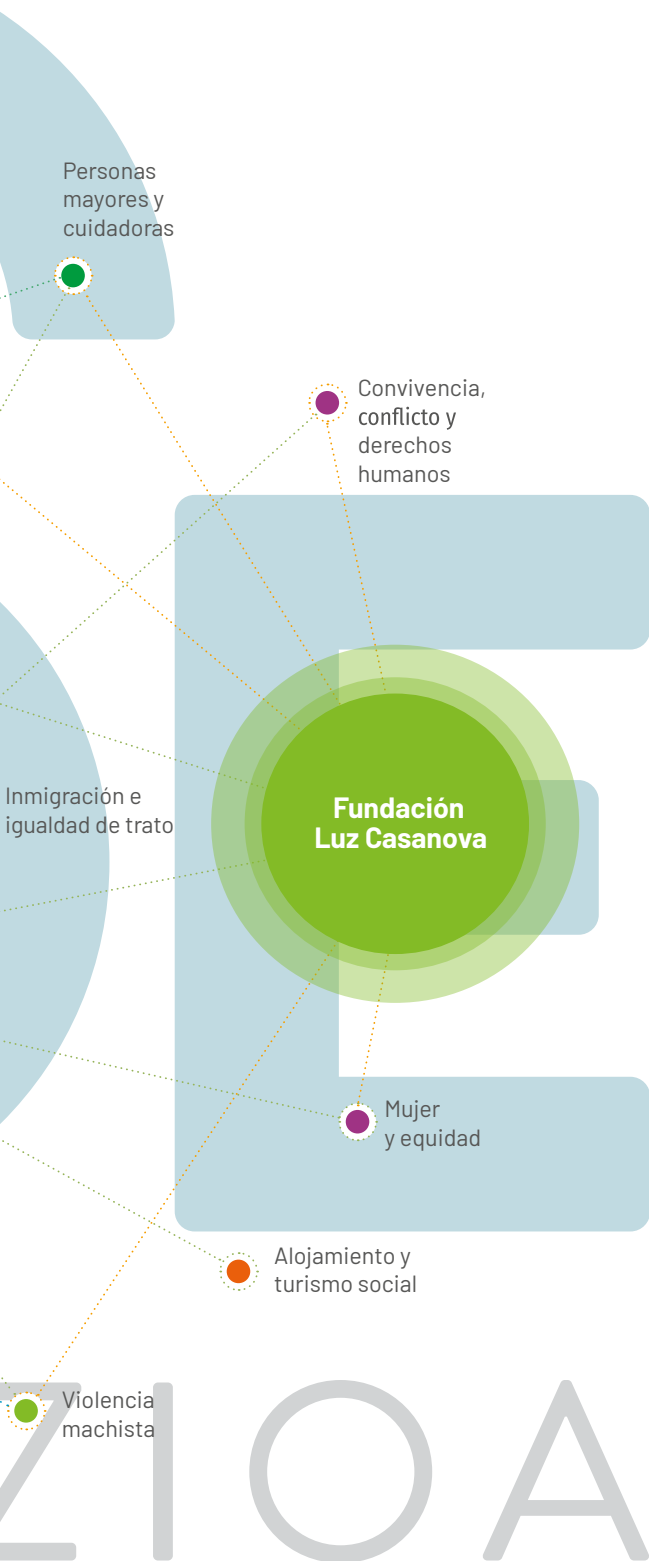 Personas
mayores y
cuidadoras
Convivencia,
conflicto y
derechos
humanos
Inmigración e
igualdad de trato
Fundación
Luz Casanova
Mujer
y equidad
Alojamiento y
turismo social
Violencia
machista
ZIOA